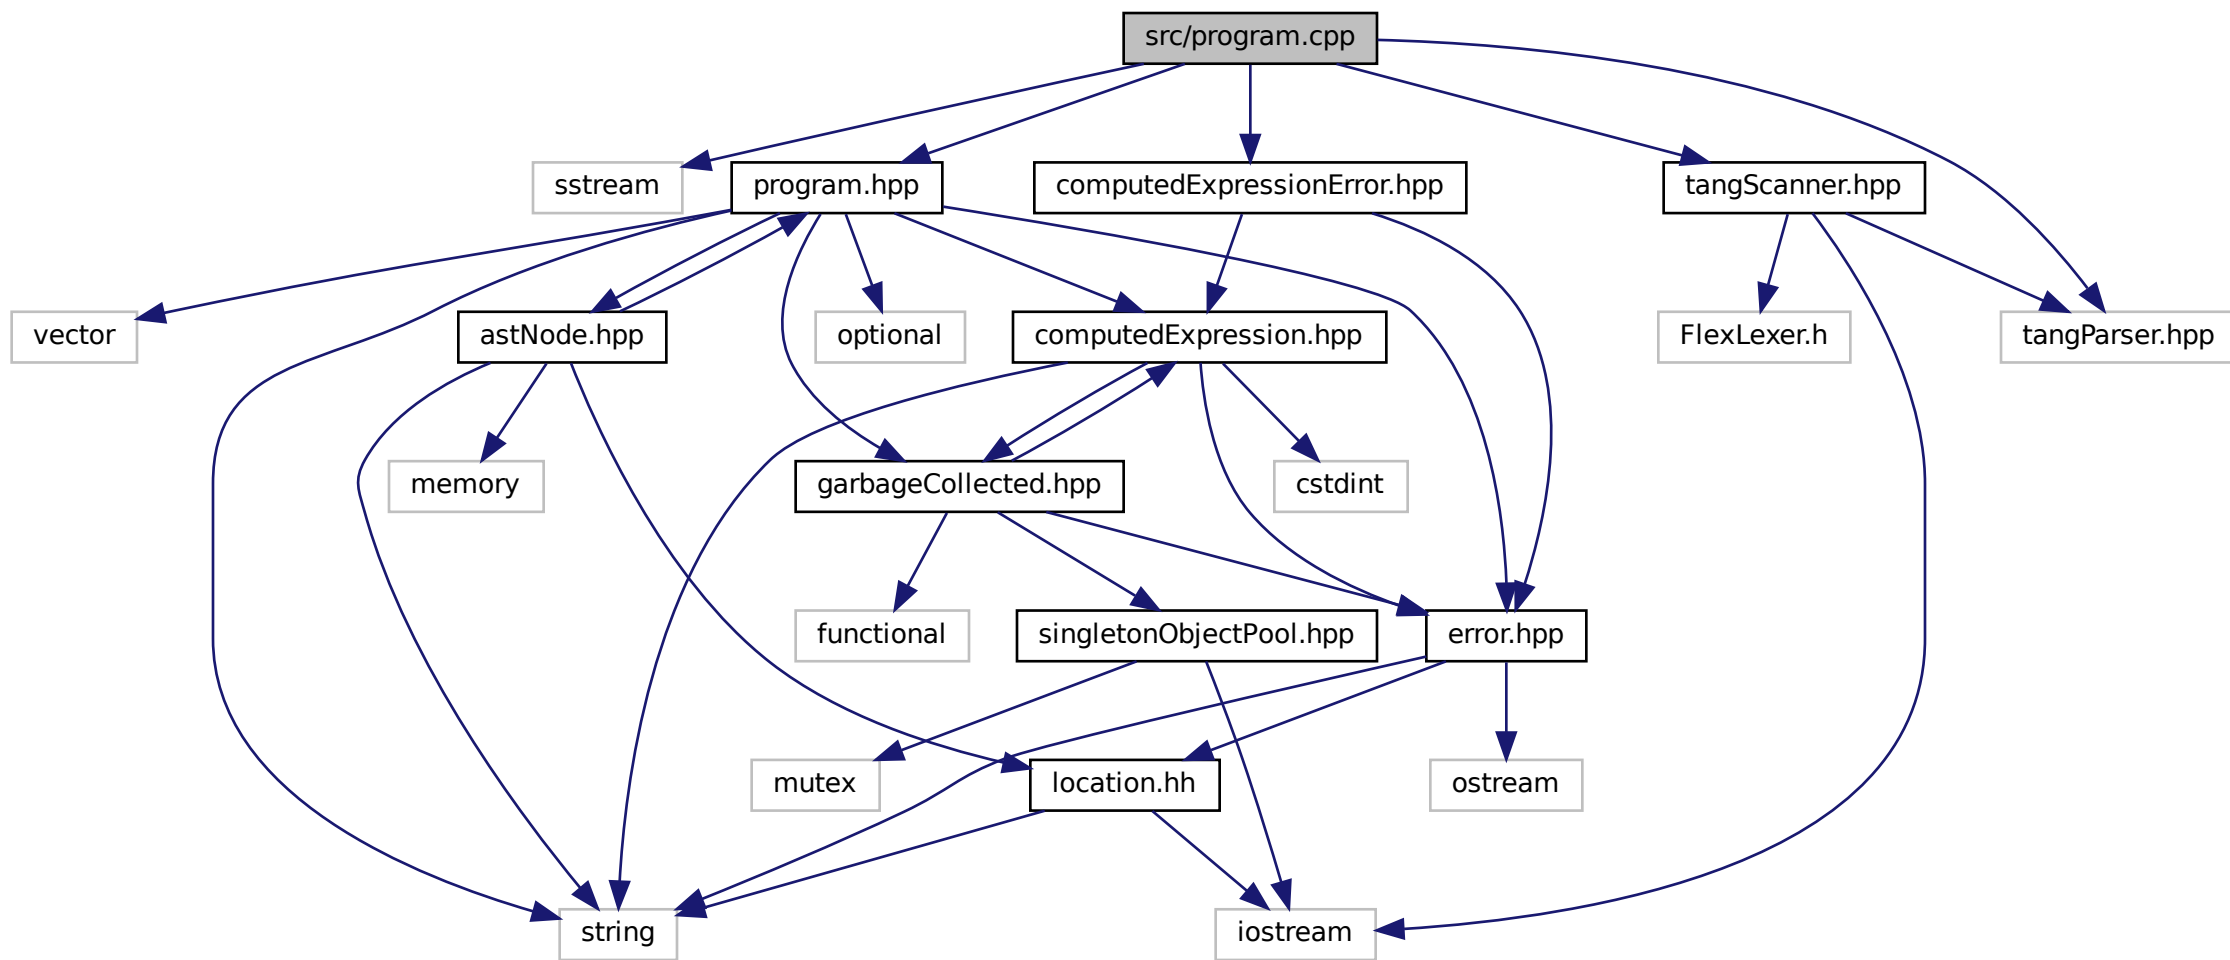 src/program.cpp
sstream
program.hpp
computedExpressionError.hpp
tangScanner.hpp
vector
astNode.hpp
optional
computedExpression.hpp
FlexLexer.h
tangParser.hpp
memory
garbageCollected.hpp
cstdint
functional
singletonObjectPool.hpp
error.hpp
mutex
location.hh
ostream
string
iostream